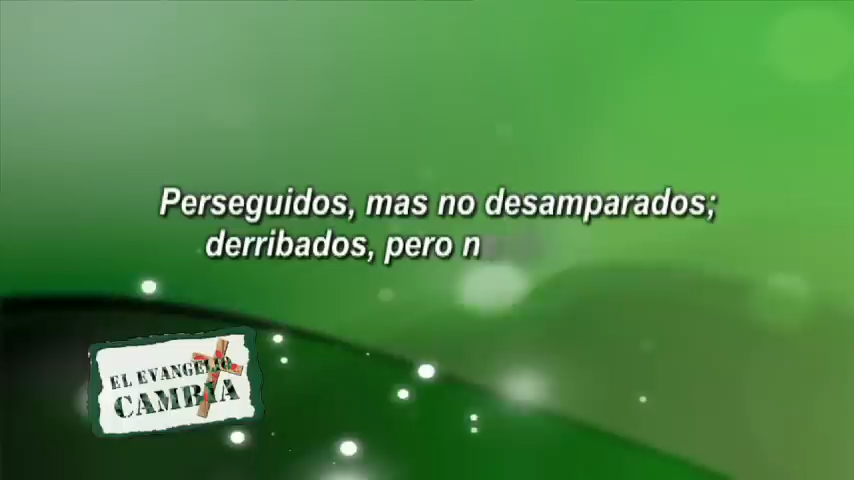 Perseguidos, mas no desamparados;
derribados, pero n
EL EVANGELIO
CAMBIA